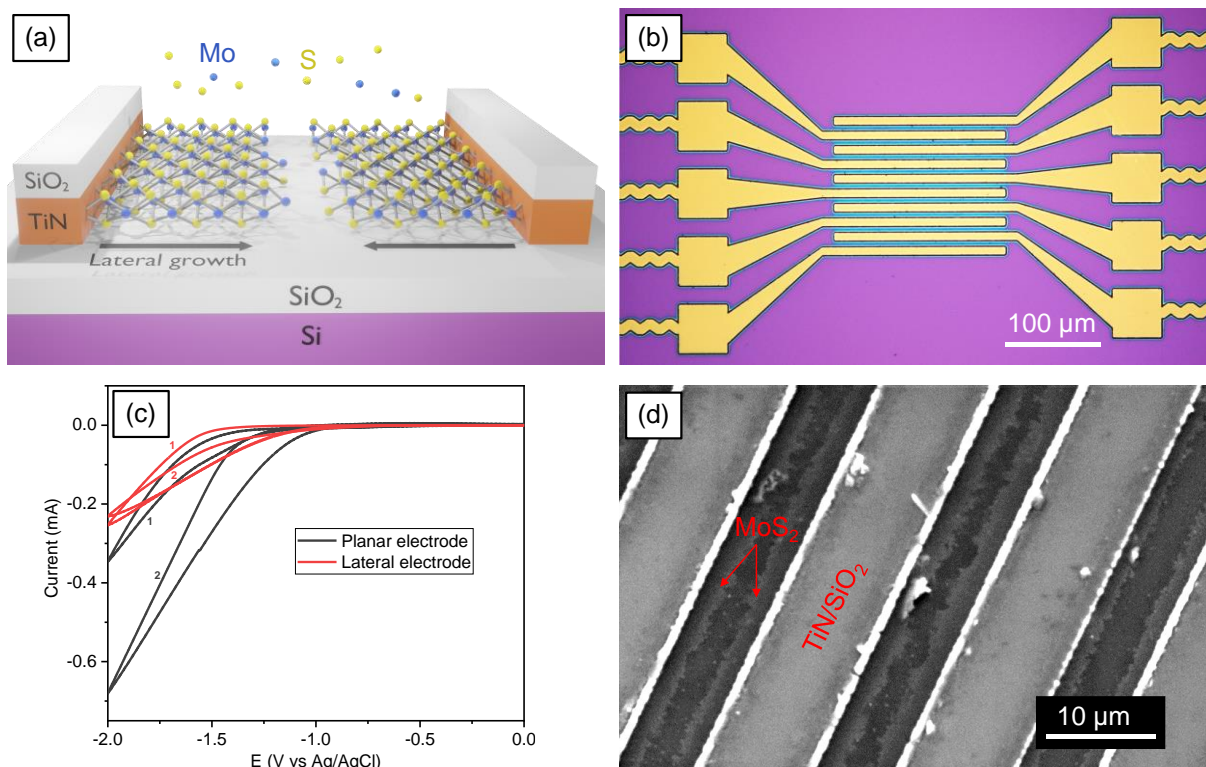 (a)
Mo
S
SiO₂
TiN
Lateral growth
SiO₂
Si
(b)
100 µm
(c)
0.0
-0.2
-0.4
-0.6
Current (mA)
1
2
1
2
Planar electrode
Lateral electrode
-2.0
-1.5
-1.0
-0.5
0.0
E (V vs Ag/AgCl)
(d)
MoS₂
TiN/SiO₂
10 µm